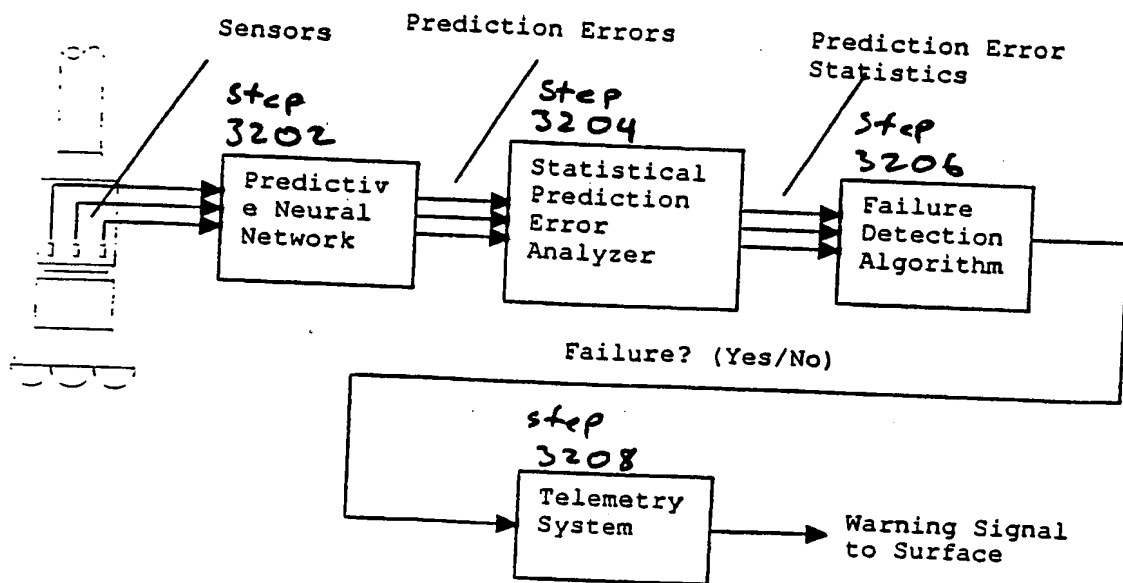 Sensors
Prediction Errors
Prediction Error
Statistics
step
3202
step
3204
step
3206
Predictiv
e Neural
Network
Statistical
Prediction
Error
Analyzer
Failure
Detection
Algorithm
Failure? (Yes/No)
step
3208
Telemetry
System
Warning Signal
to Surface